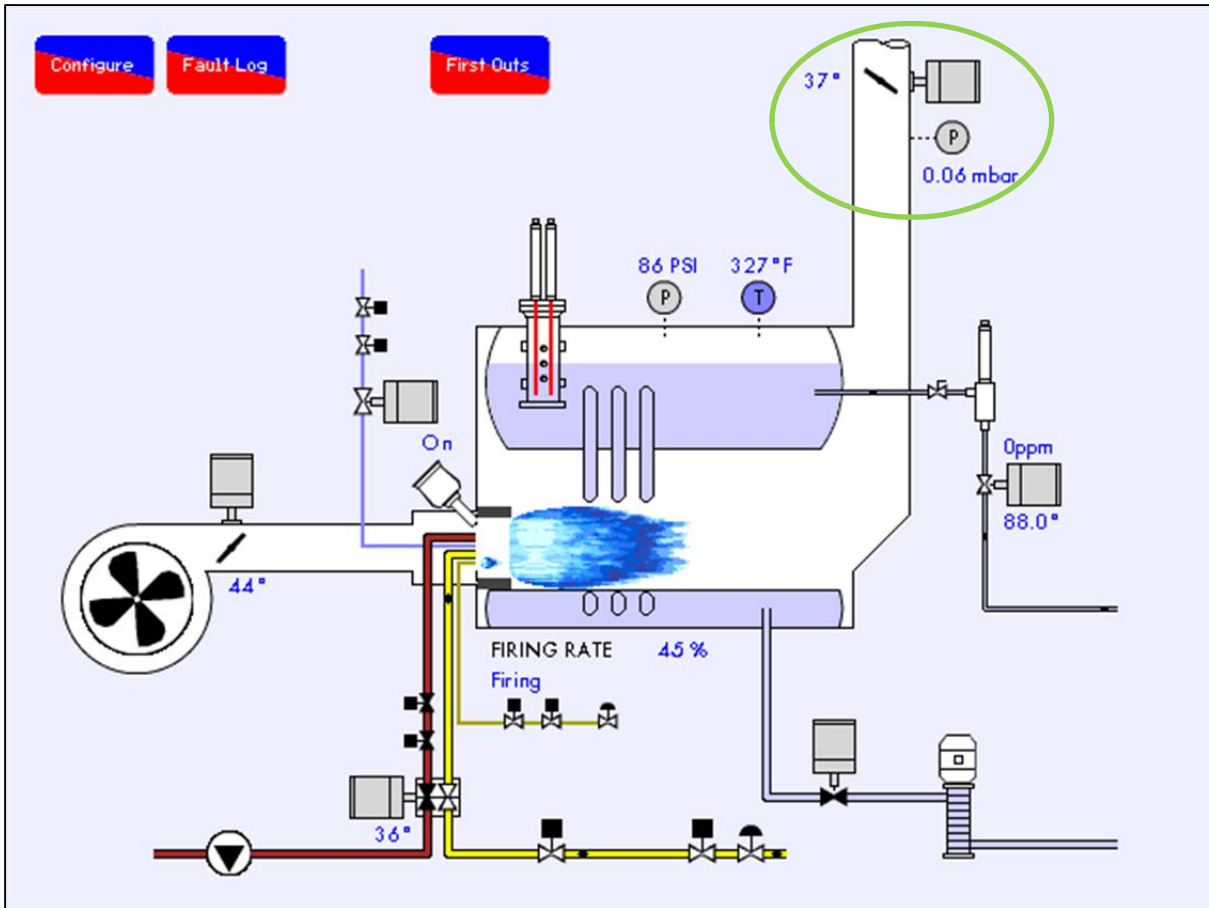 Configure
Fault Log
First Outs
37°
P
0.06 mbar
86 PSI
327°F
P
T
On
0ppm
88.0°
44°
FIRING RATE 45 %
Firing
36°